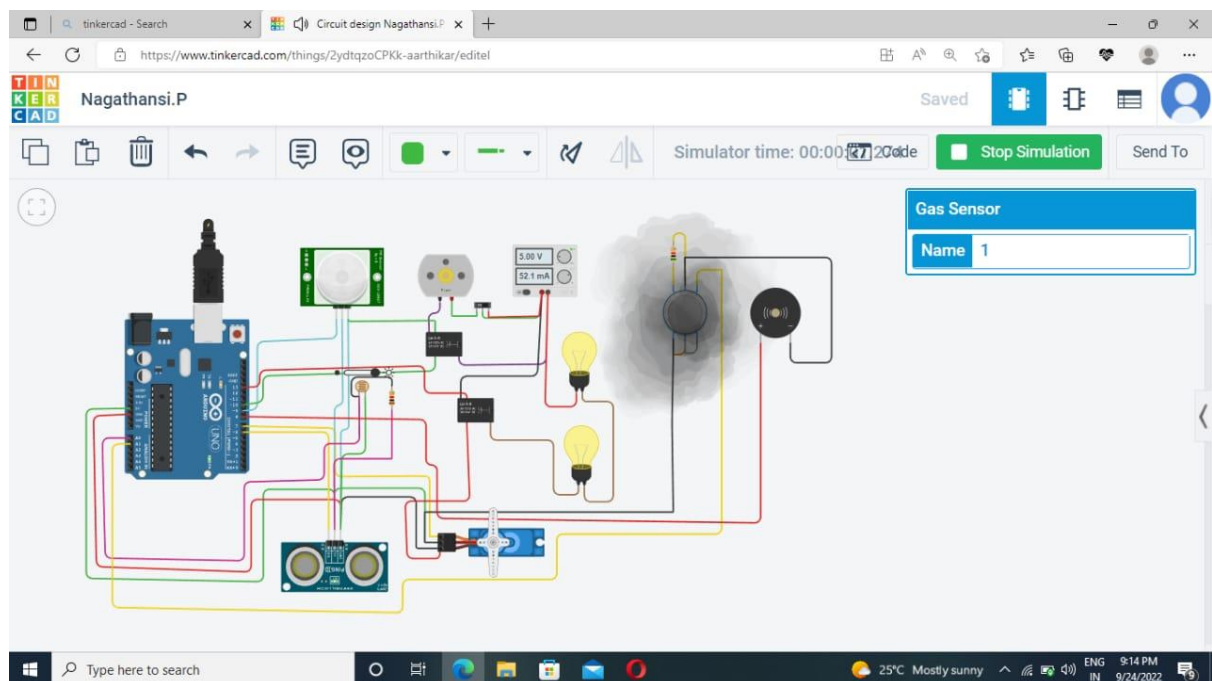 tinkercad - Search
Circuit design Nagathansi.P
https://www.tinkercad.com/things/2ydtqzoCPKk-aarthikar/editel
TIN
KER
CAD
Nagathansi.P
Saved
Simulator time: 00:00:
Code
Stop Simulation
Send To
Gas Sensor
Name 1
5.00 V
52.1 mA
ARDUINO
UNO
Type here to search
25°C Mostly sunny
ENG
IN
9:14 PM
9/24/2022